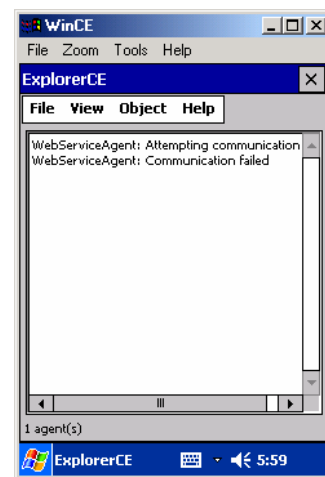 WinCE
File Zoom Tools Help
ExplorerCE
File View Object Help
WebServiceAgent: Attempting communication
WebServiceAgent: Communication failed
1 agent(s)
ExplorerCE 5:59